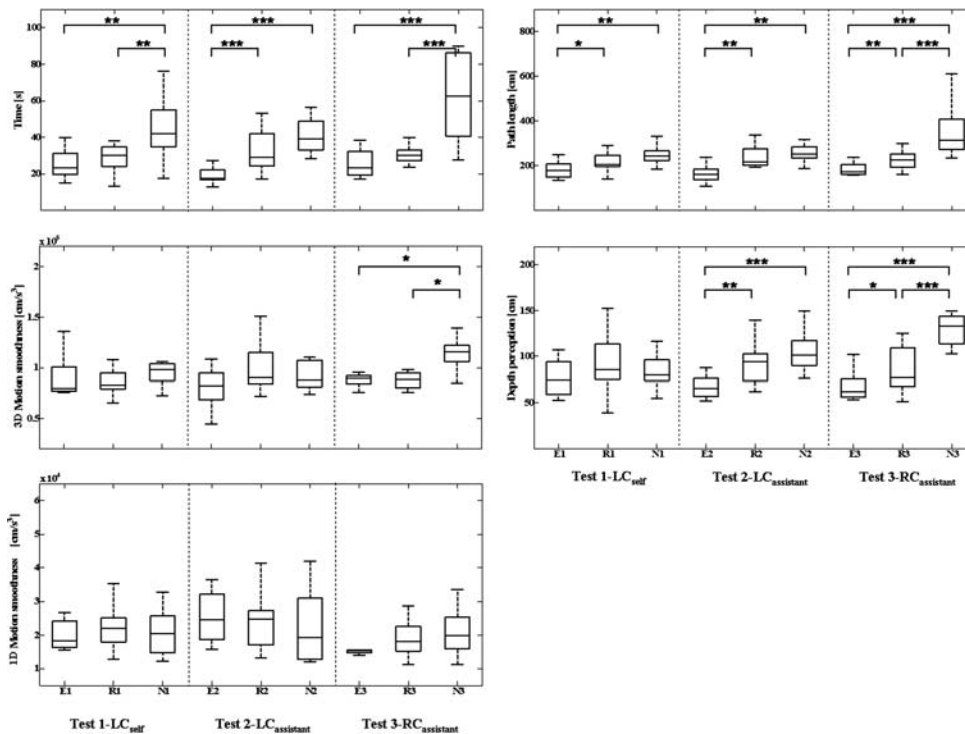 Time [s]
100
80
60
40
20
** *** ***
** *** ***
Path length [cm]
800
600
400
200
** ** ***
* ** ** ***
3D Motion smoothness [cm/s³]
2
1.5
1
0.5
*
*
Depth perception [cm]
200
150
100
50
*** ***
** * ***
E1 R1 N1 E2 R2 N2 E3 R3 N3
Test 1-LCself Test 2-LCassistant Test 3-RCassistant
1D Motion smoothness [cm/s³]
x10⁴
6
5
4
3
2
1
E1 R1 N1 E2 R2 N2 E3 R3 N3
Test 1-LCself Test 2-LCassistant Test 3-RCassistant